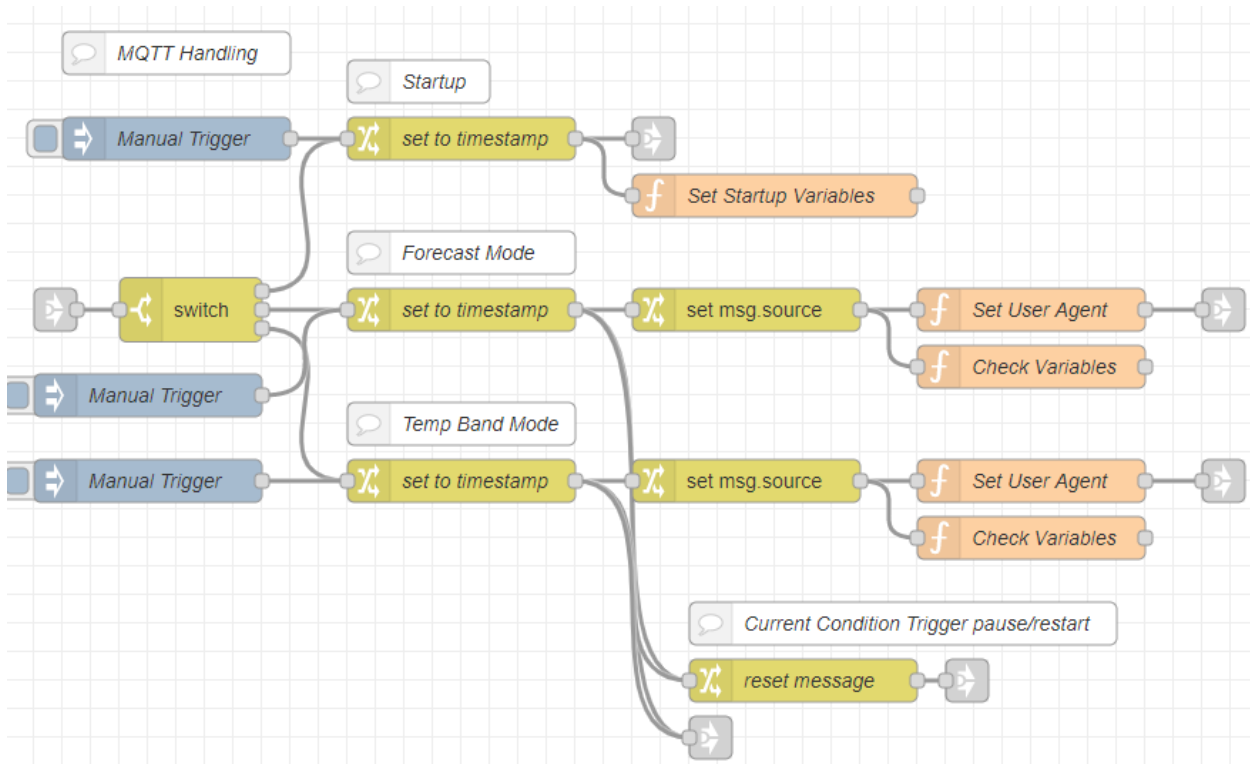 MQTT Handling
Startup
Manual Trigger
set to timestamp
Set Startup Variables
Forecast Mode
switch
set to timestamp
set msg.source
Set User Agent
Check Variables
Manual Trigger
Temp Band Mode
Manual Trigger
set to timestamp
set msg.source
Set User Agent
Check Variables
Current Condition Trigger pause/restart
reset message